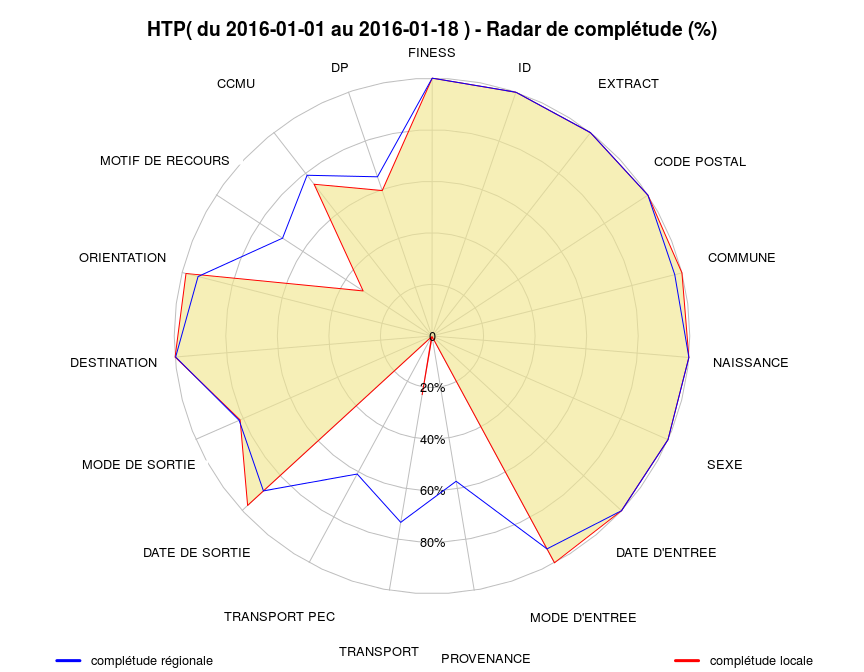 HTP( du 2016-01-01 au 2016-01-18 ) - Radar de complétude (%)
FINESS
DP
ID
CCMU
EXTRACT
MOTIF DE RECOURS
CODE POSTAL
ORIENTATION
COMMUNE
0
DESTINATION
NAISSANCE
20%
40%
MODE DE SORTIE
SEXE
60%
80%
DATE DE SORTIE
DATE D'ENTREE
TRANSPORT PEC
MODE D'ENTREE
TRANSPORT
PROVENANCE
complétude régionale
complétude locale